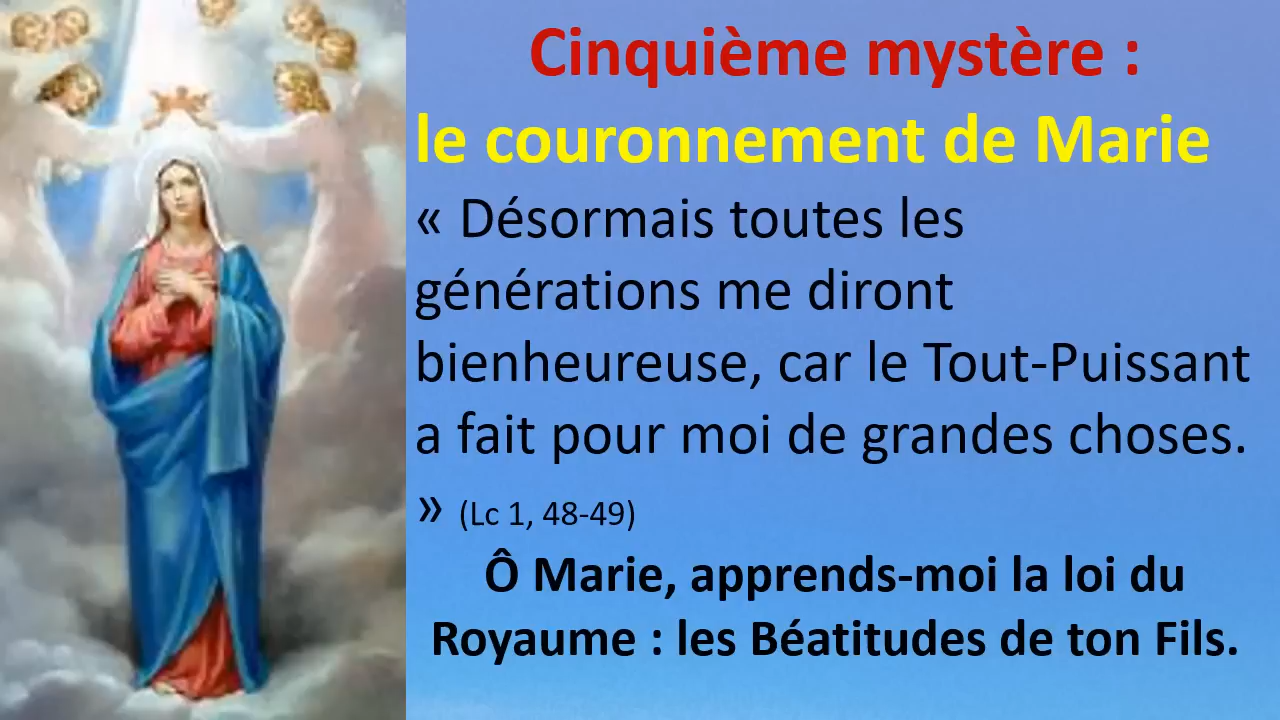 Cinquième mystère :
le couronnement de Marie
« Désormais toutes les
générations me diront
bienheureuse, car le Tout-Puissant
a fait pour moi de grandes choses.
» (Lc 1, 48-49)
Ô Marie, apprends-moi la loi du
Royaume : les Béatitudes de ton Fils.